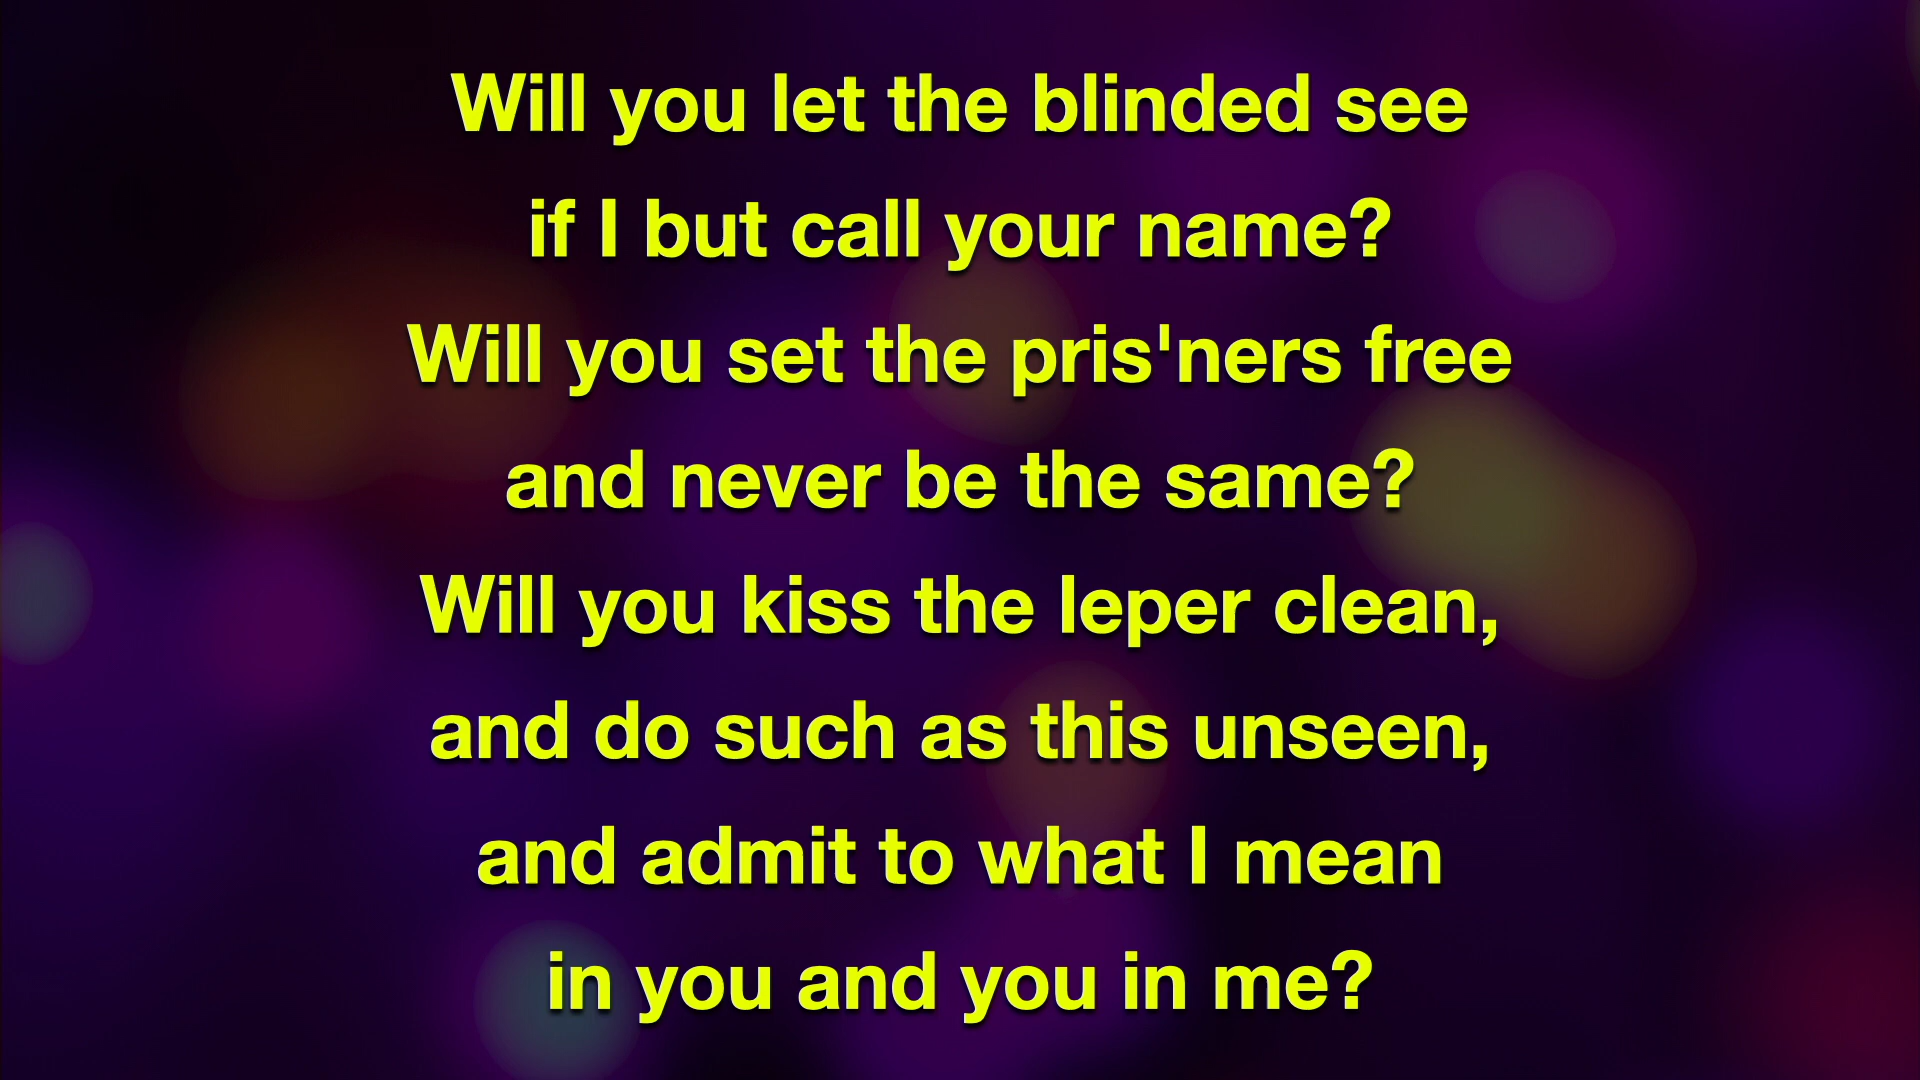 Will you let the blinded see
if I but call your name?
Will you set the pris'ners free
and never be the same?
Will you kiss the leper clean,
and do such as this unseen,
and admit to what I mean
in you and you in me?